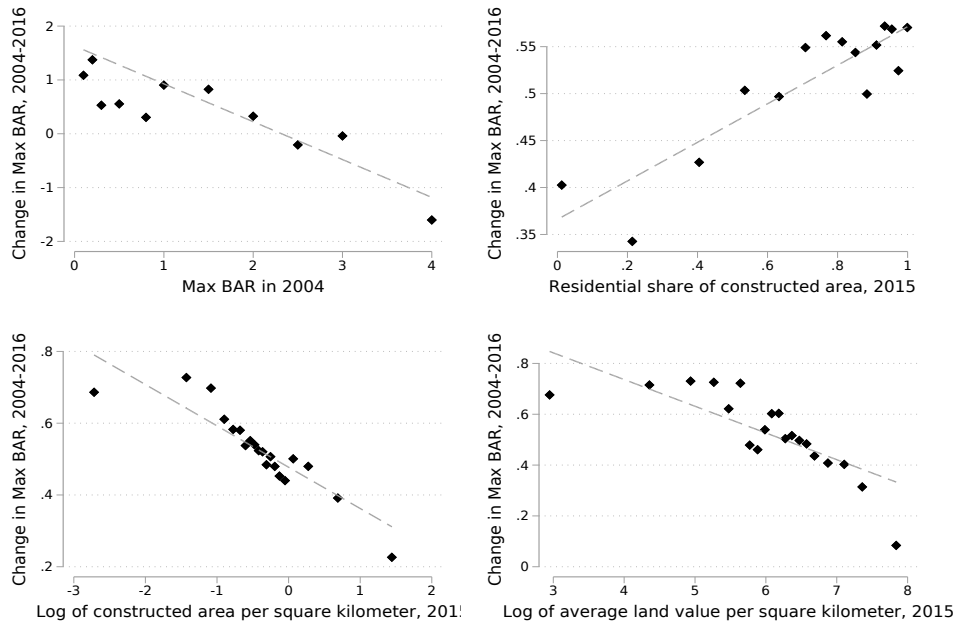 Change in Max BAR, 2004-2016
2
1
0
-1
-2
0 1 2 3 4
Max BAR in 2004
Change in Max BAR, 2004-2016
.55
.5
.45
.4
.35
0 .2 .4 .6 .8 1
Residential share of constructed area, 2015
Change in Max BAR, 2004-2016
.8
.6
.4
.2
-3 -2 -1 0 1 2
Log of constructed area per square kilometer, 201
Change in Max BAR, 2004-2016
.8
.6
.4
.2
0
3 4 5 6 7 8
Log of average land value per square kilometer, 2015